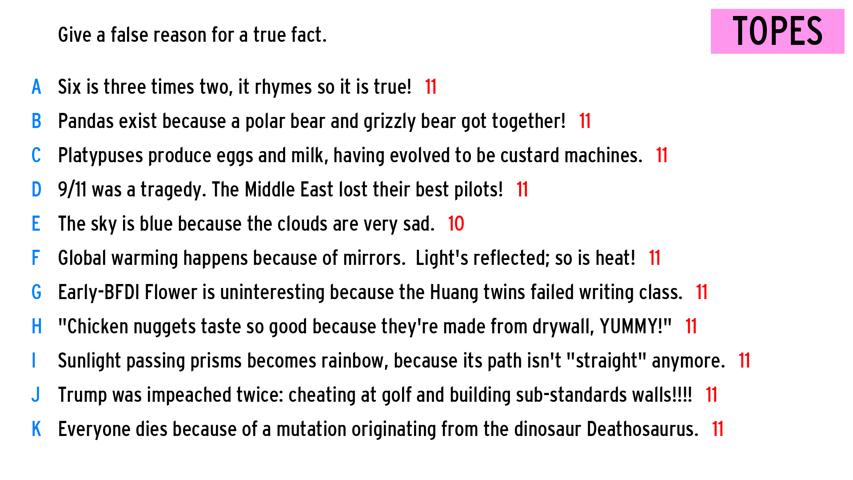 Give a false reason for a true fact.
TOPES
A Six is three times two, it rhymes so it is true! 11
B Pandas exist because a polar bear and grizzly bear got together! 11
C Platypuses produce eggs and milk, having evolved to be custard machines. 11
D 9/11 was a tragedy. The Middle East lost their best pilots! 11
E The sky is blue because the clouds are very sad. 10
F Global warming happens because of mirrors. Light's reflected; so is heat! 11
G Early-BFDI Flower is uninteresting because the Huang twins failed writing class. 11
H "Chicken nuggets taste so good because they're made from drywall, YUMMY!" 11
I Sunlight passing prisms becomes rainbow, because its path isn't "straight" anymore. 11
J Trump was impeached twice: cheating at golf and building sub-standards walls!!!! 11
K Everyone dies because of a mutation originating from the dinosaur Deathosaurus. 11